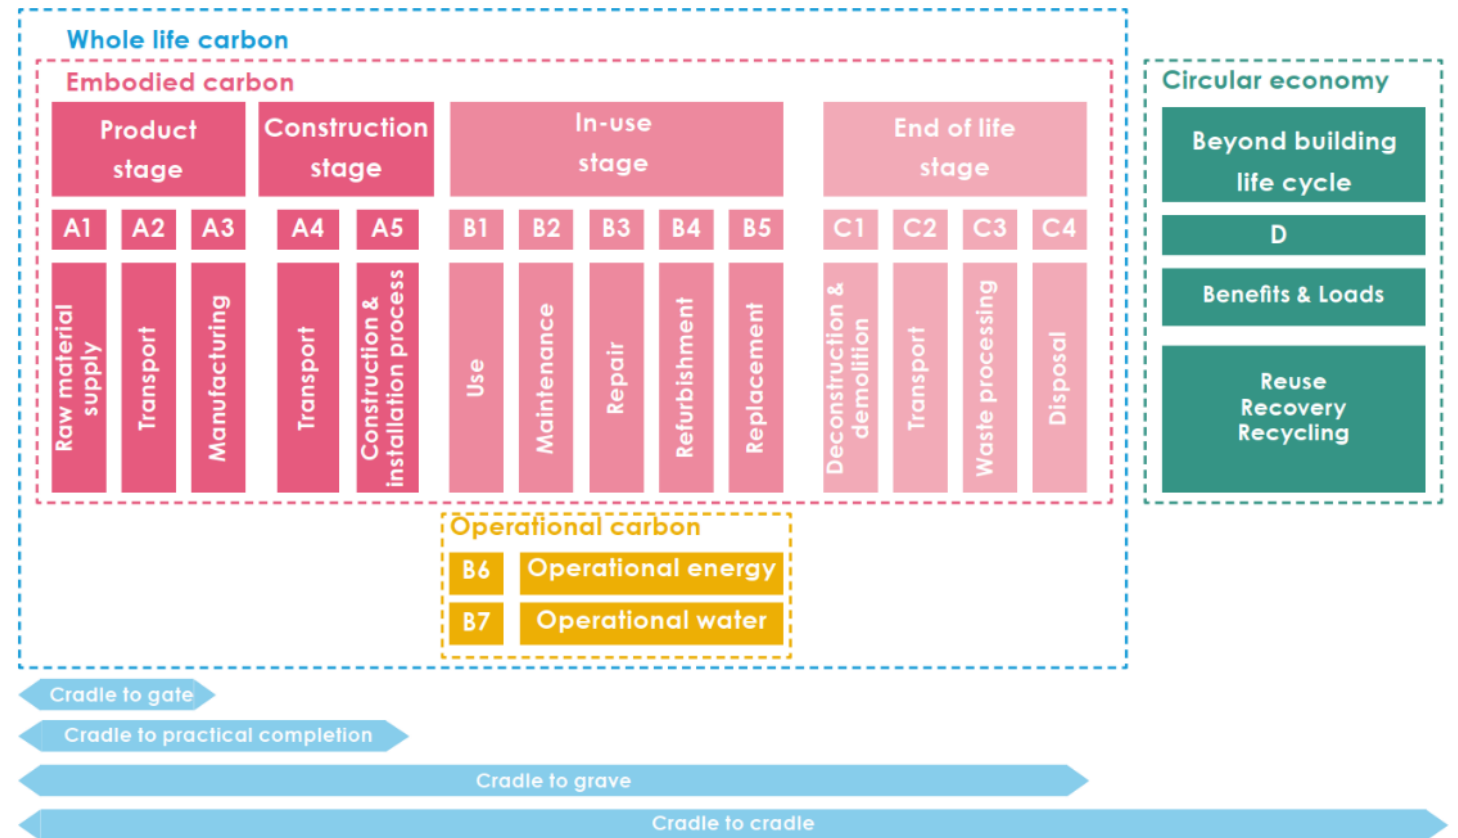 Whole life carbon
Embodied carbon
Circular economy
Product
stage
Construction
stage
In-use
stage
End of life
stage
Beyond building
life cycle
A1
A2
A3
A4
A5
B1
B2
B3
B4
B5
C1
C2
C3
C4
D
Raw material
supply
Transport
Manufacturing
Transport
Construction &
installation process
Use
Maintenance
Repair
Refurbishment
Replacement
Deconstruction &
demolition
Transport
Waste processing
Disposal
Benefits & Loads
Reuse
Recovery
Recycling
Operational carbon
B6
Operational energy
B7
Operational water
Cradle to gate
Cradle to practical completion
Cradle to grave
Cradle to cradle